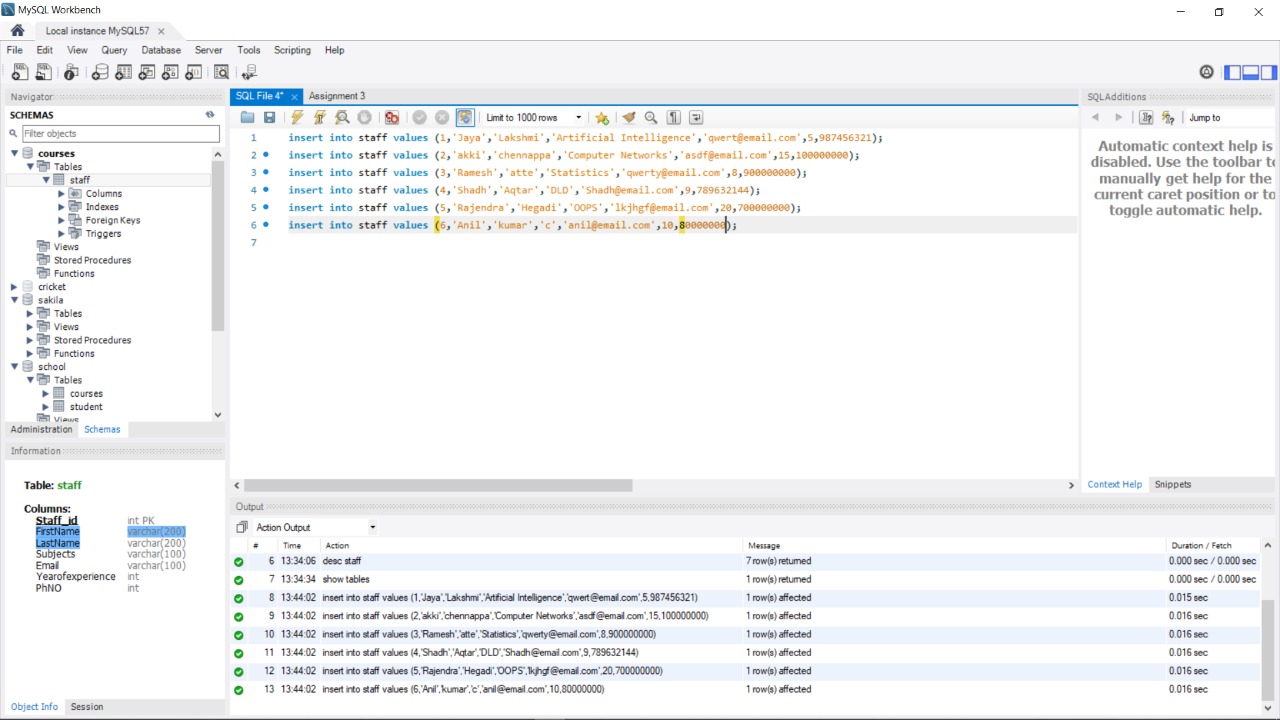 MySQL Workbench
Local instance MySQL57
File Edit View Query Database Server Tools Scripting Help
Navigator
SCHEMAS
Filter objects
courses
Tables
staff
Columns
Indexes
Foreign Keys
Triggers
Views
Stored Procedures
Functions
cricket
sakila
Tables
Views
Stored Procedures
Functions
school
Tables
courses
student
Views
Administration Schemas
Information
Table: staff
Columns:
Staff_id int PK
FirstName varchar(200)
LastName varchar(200)
Subjects varchar(100)
Email varchar(100)
Yearofexperience int
PhNO int
Object Info Session
SQL File 4* Assignment 3
Limit to 1000 rows
1 insert into staff values (1,'Jaya','Lakshmi','Artificial Intelligence','qwert@email.com',5,987456321);
2 insert into staff values (2,'akki','chennappa','Computer Networks','asdf@email.com',15,100000000);
3 insert into staff values (3,'Ramesh','atte','Statistics','qwerty@email.com',8,900000000);
4 insert into staff values (4,'Shadh','Aqtar','DLD','Shadh@email.com',9,789632144);
5 insert into staff values (5,'Rajendra','Hegadi','OOPS','lkjhgf@email.com',20,700000000);
6 insert into staff values (6,'Anil','kumar','c','anil@email.com',10,80000000);
7
SQLAdditions
Jump to
Automatic context help is
disabled. Use the toolbar to
manually get help for the
current caret position or to
toggle automatic help.
Context Help Snippets
Output
Action Output
# Time Action Message Duration / Fetch
6 13:34:06 desc staff 7 row(s) returned 0.000 sec / 0.000 sec
7 13:34:34 show tables 1 row(s) returned 0.000 sec / 0.000 sec
8 13:44:02 insert into staff values (1,'Jaya','Lakshmi','Artificial Intelligence','qwert@email.com',5,987456321) 1 row(s) affected 0.015 sec
9 13:44:02 insert into staff values (2,'akki','chennappa','Computer Networks','asdf@email.com',15,100000000) 1 row(s) affected 0.016 sec
10 13:44:02 insert into staff values (3,'Ramesh','atte','Statistics','qwerty@email.com',8,900000000) 1 row(s) affected 0.016 sec
11 13:44:02 insert into staff values (4,'Shadh','Aqtar','DLD','Shadh@email.com',9,789632144) 1 row(s) affected 0.016 sec
12 13:44:02 insert into staff values (5,'Rajendra','Hegadi','OOPS','lkjhgf@email.com',20,700000000) 1 row(s) affected 0.016 sec
13 13:44:02 insert into staff values (6,'Anil','kumar','c','anil@email.com',10,80000000) 1 row(s) affected 0.016 sec